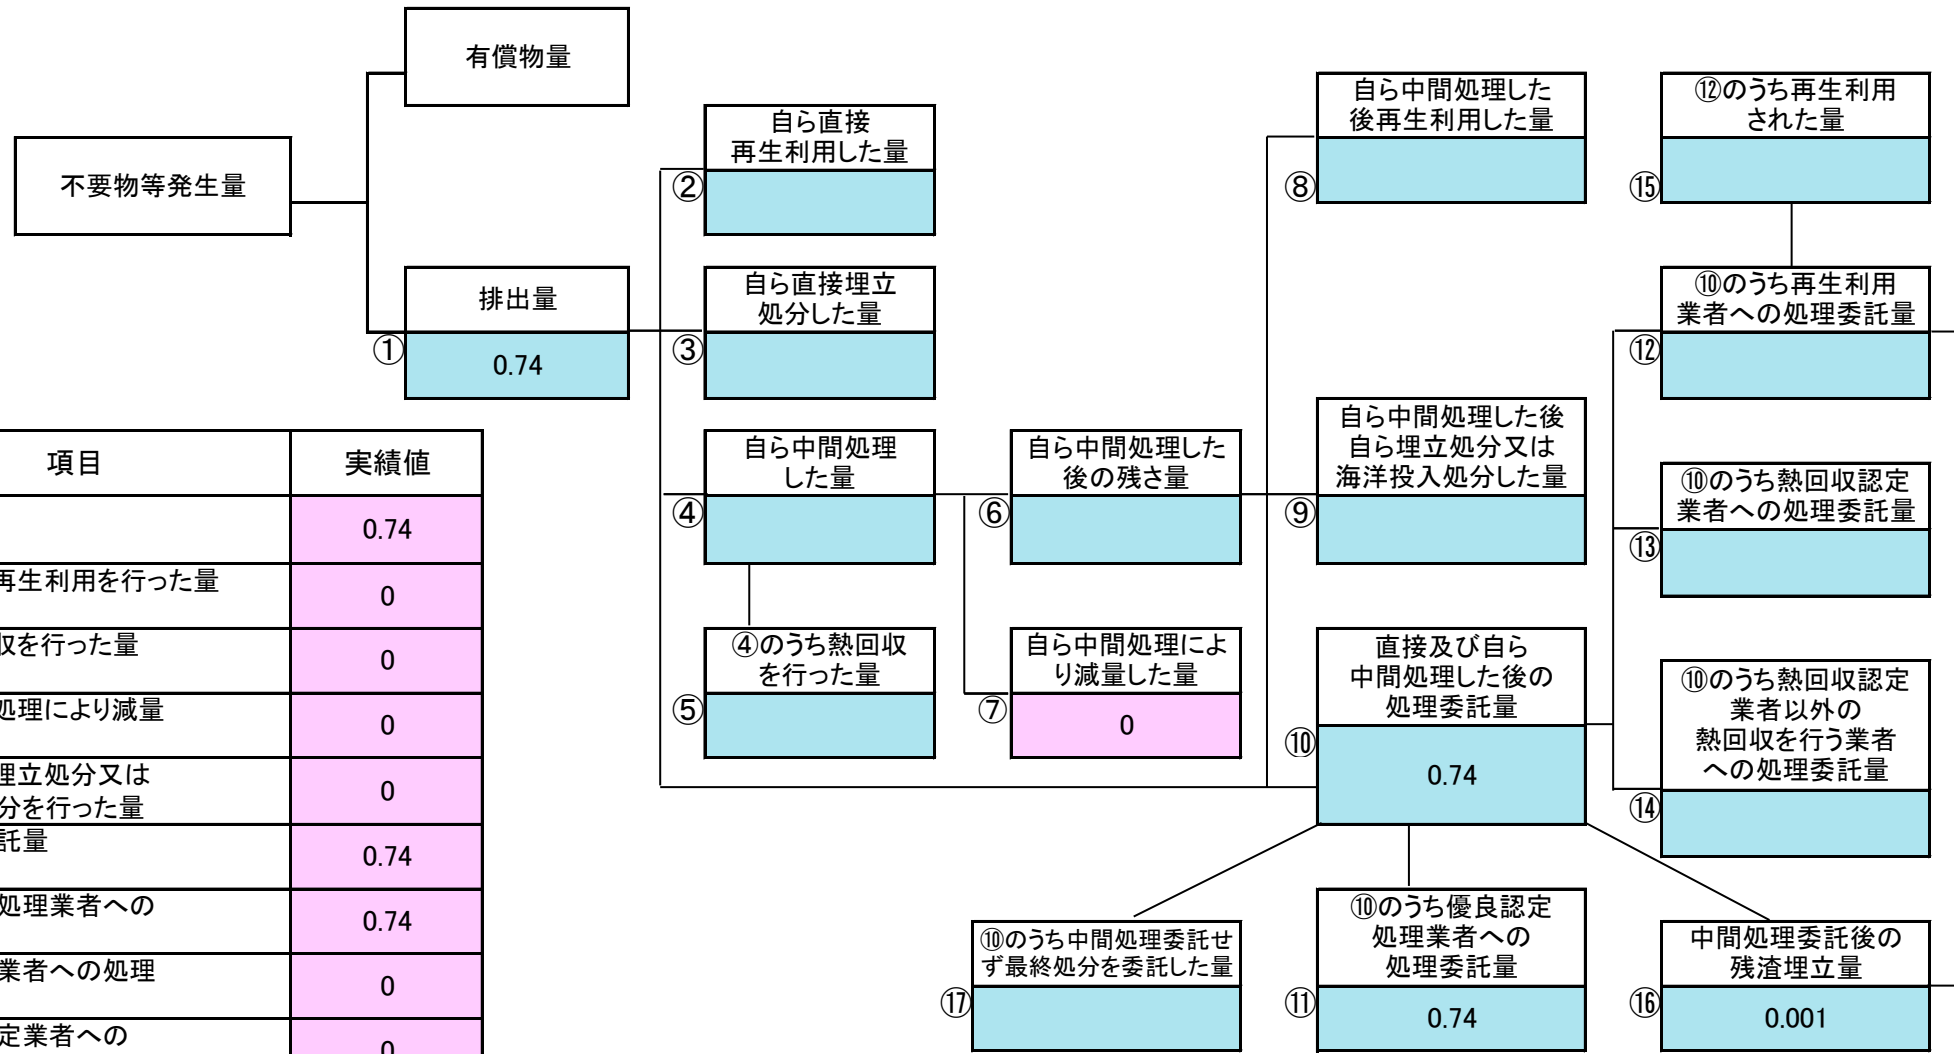 有償物量
不要物等発生量
自ら直接
再生利用した量
②
自ら中間処理した
後再生利用した量
⑧
⑫のうち再生利用
された量
⑮
排出量
①
0.74
自ら直接埋立
処分した量
③
⑩のうち再生利用
業者への処理委託量
⑫
自ら中間処理
した量
④
自ら中間処理した
後の残さ量
⑥
自ら中間処理した後
自ら埋立処分又は
海洋投入処分した量
⑨
⑩のうち熱回収認定
業者への処理委託量
⑬
④のうち熱回収
を行った量
⑤
自ら中間処理によ
り減量した量
⑦
0
直接及び自ら
中間処理した後の
処理委託量
⑩
0.74
⑩のうち熱回収認定
業者以外の
熱回収を行う業者
への処理委託量
⑭
⑩のうち中間処理委託せ
ず最終処分を委託した量
⑰
⑩のうち優良認定
処理業者への
処理委託量
⑪
0.74
中間処理委託後の
残渣埋立量
⑯
0.001
項目
実績値
0.74
再生利用を行った量
0
収を行った量
0
処理により減量
0
埋立処分又は
分を行った量
0
託量
0.74
処理業者への
0.74
業者への処理
0
定業者への
0